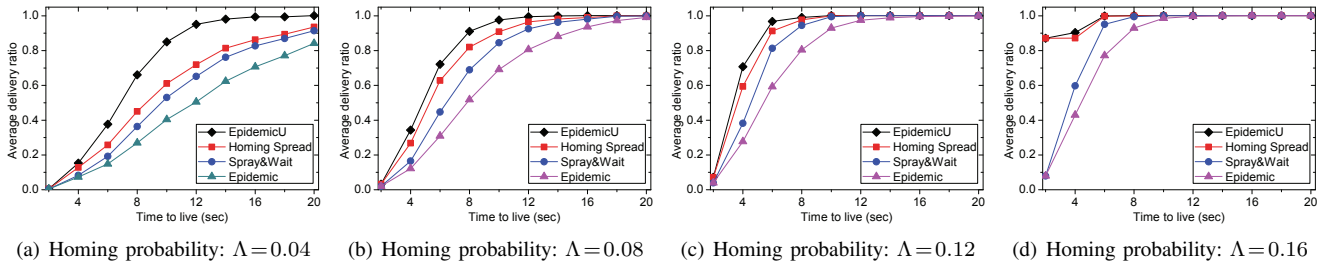 1.0
0.8
0.6
0.4
0.2
0.0
Average delivery ratio
4 8 12 16 20
Time to live (sec)
EpidemicU
Homing Spread
Spray&Wait
Epidemic
(a) Homing probability: Λ=0.04
1.0
0.8
0.6
0.4
0.2
0.0
Average delivery ratio
4 8 12 16 20
Time to live (sec)
EpidemicU
Homing Spread
Spray&Wait
Epidemic
(b) Homing probability: Λ=0.08
1.0
0.8
0.6
0.4
0.2
0.0
Average delivery ratio
4 8 12 16 20
Time to live (sec)
EpidemicU
Homing Spread
Spray&Wait
Epidemic
(c) Homing probability: Λ=0.12
1.0
0.8
0.6
0.4
0.2
0.0
Average delivery ratio
4 8 12 16 20
Time to live (sec)
EpidemicU
Homing Spread
Spray&Wait
Epidemic
(d) Homing probability: Λ=0.16